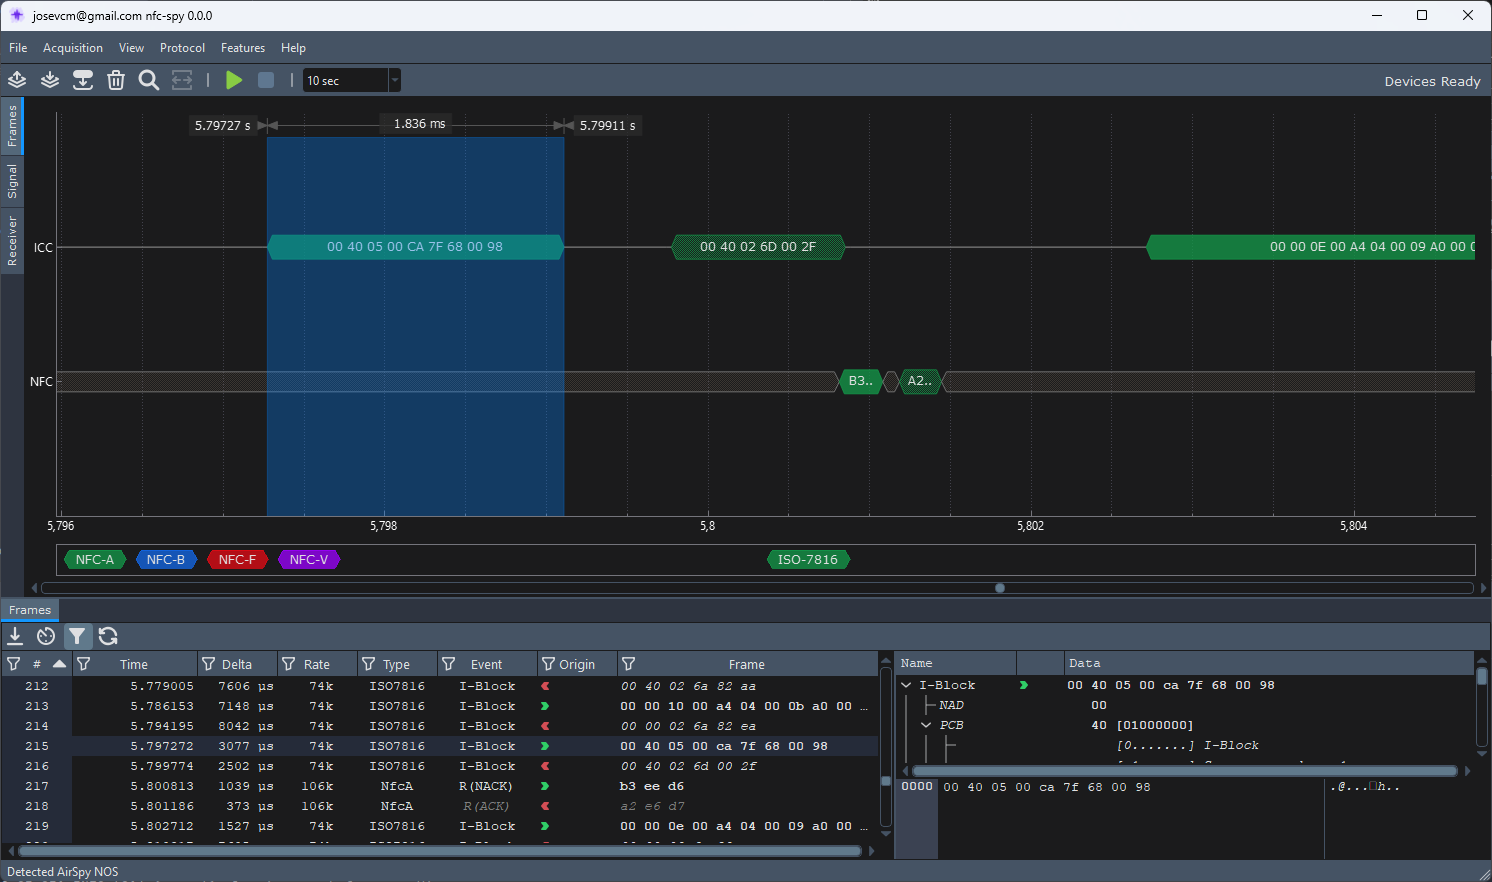 josevcm@gmail.com nfc-spy 0.0.0
File Acquisition View Protocol Features Help
10 sec
Devices Ready
Frames
Signal
Receiver
5.79727 s
1.836 ms
5.79911 s
ICC
00 40 05 00 CA 7F 68 00 98
00 40 02 6D 00 2F
00 00 0E 00 A4 04 00 09 A0 00 0
NFC
B3..
A2..
5,796 5,798 5,8 5,802 5,804
NFC-A NFC-B NFC-F NFC-V ISO-7816
Frames
# Time Delta Rate Type Event Origin Frame
212 5.779005 7606 µs 74k ISO7816 I-Block 00 40 02 6a 82 aa
213 5.786153 7148 µs 74k ISO7816 I-Block 00 00 10 00 a4 04 00 0b a0 00 ...
214 5.794195 8042 µs 74k ISO7816 I-Block 00 00 02 6a 82 ea
215 5.797272 3077 µs 74k ISO7816 I-Block 00 40 05 00 ca 7f 68 00 98
216 5.799774 2502 µs 74k ISO7816 I-Block 00 40 02 6d 00 2f
217 5.800813 1039 µs 106k NfcA R(NACK) b3 ee d6
218 5.801186 373 µs 106k NfcA R(ACK) a2 e6 d7
219 5.802712 1527 µs 74k ISO7816 I-Block 00 00 0e 00 a4 04 00 09 a0 00 ...
Name Data
I-Block 00 40 05 00 ca 7f 68 00 98
NAD 00
PCB 40 [01000000]
[0.......] I-Block
0000 00 40 05 00 ca 7f 68 00 98 .@...□h..
Detected AirSpy NOS